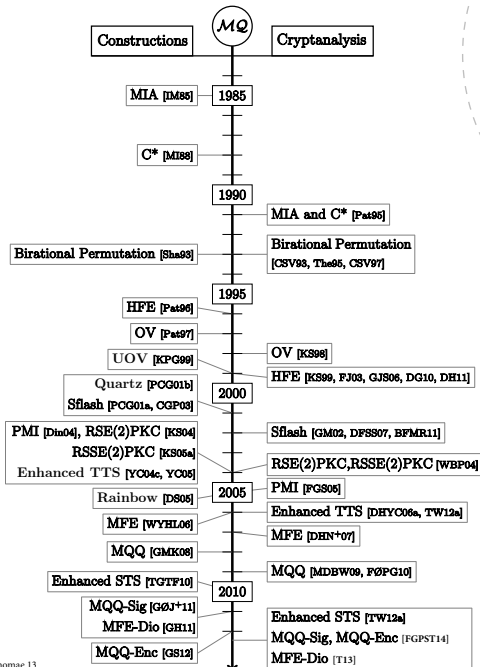 MQ
Constructions
Cryptanalysis
MIA [IM85]
1985
C* [MI88]
1990
MIA and C* [Pat95]
Birational Permutation [Sha93]
Birational Permutation
[CSV93, The95, CSV97]
1995
HFE [Pat96]
OV [Pat97]
OV [KS98]
UOV [KPG99]
HFE [KS99, FJ03, GJS06, DG10, DH11]
Quartz [PCG01b]
Sflash [PCG01a, CGP03]
2000
PMI [Din04], RSE(2)PKC [KS04]
RSSE(2)PKC [KS05a]
Enhanced TTS [YC04c, YC05]
Sflash [GM02, DFSS07, BFMR11]
RSE(2)PKC,RSSE(2)PKC [WBP04]
Rainbow [DS05]
2005
PMI [FGS05]
MFE [WYHL06]
Enhanced TTS [DHYC06a, TW12a]
MFE [DHN+07]
MQQ [GMK08]
MQQ [MDBW09, FØPG10]
Enhanced STS [TGTF10]
2010
MQQ-Sig [GØJ+11]
MFE-Dio [GH11]
Enhanced STS [TW12a]
MQQ-Sig, MQQ-Enc [FGPST14]
MFE-Dio [T13]
MQQ-Enc [GS12]
omae 13